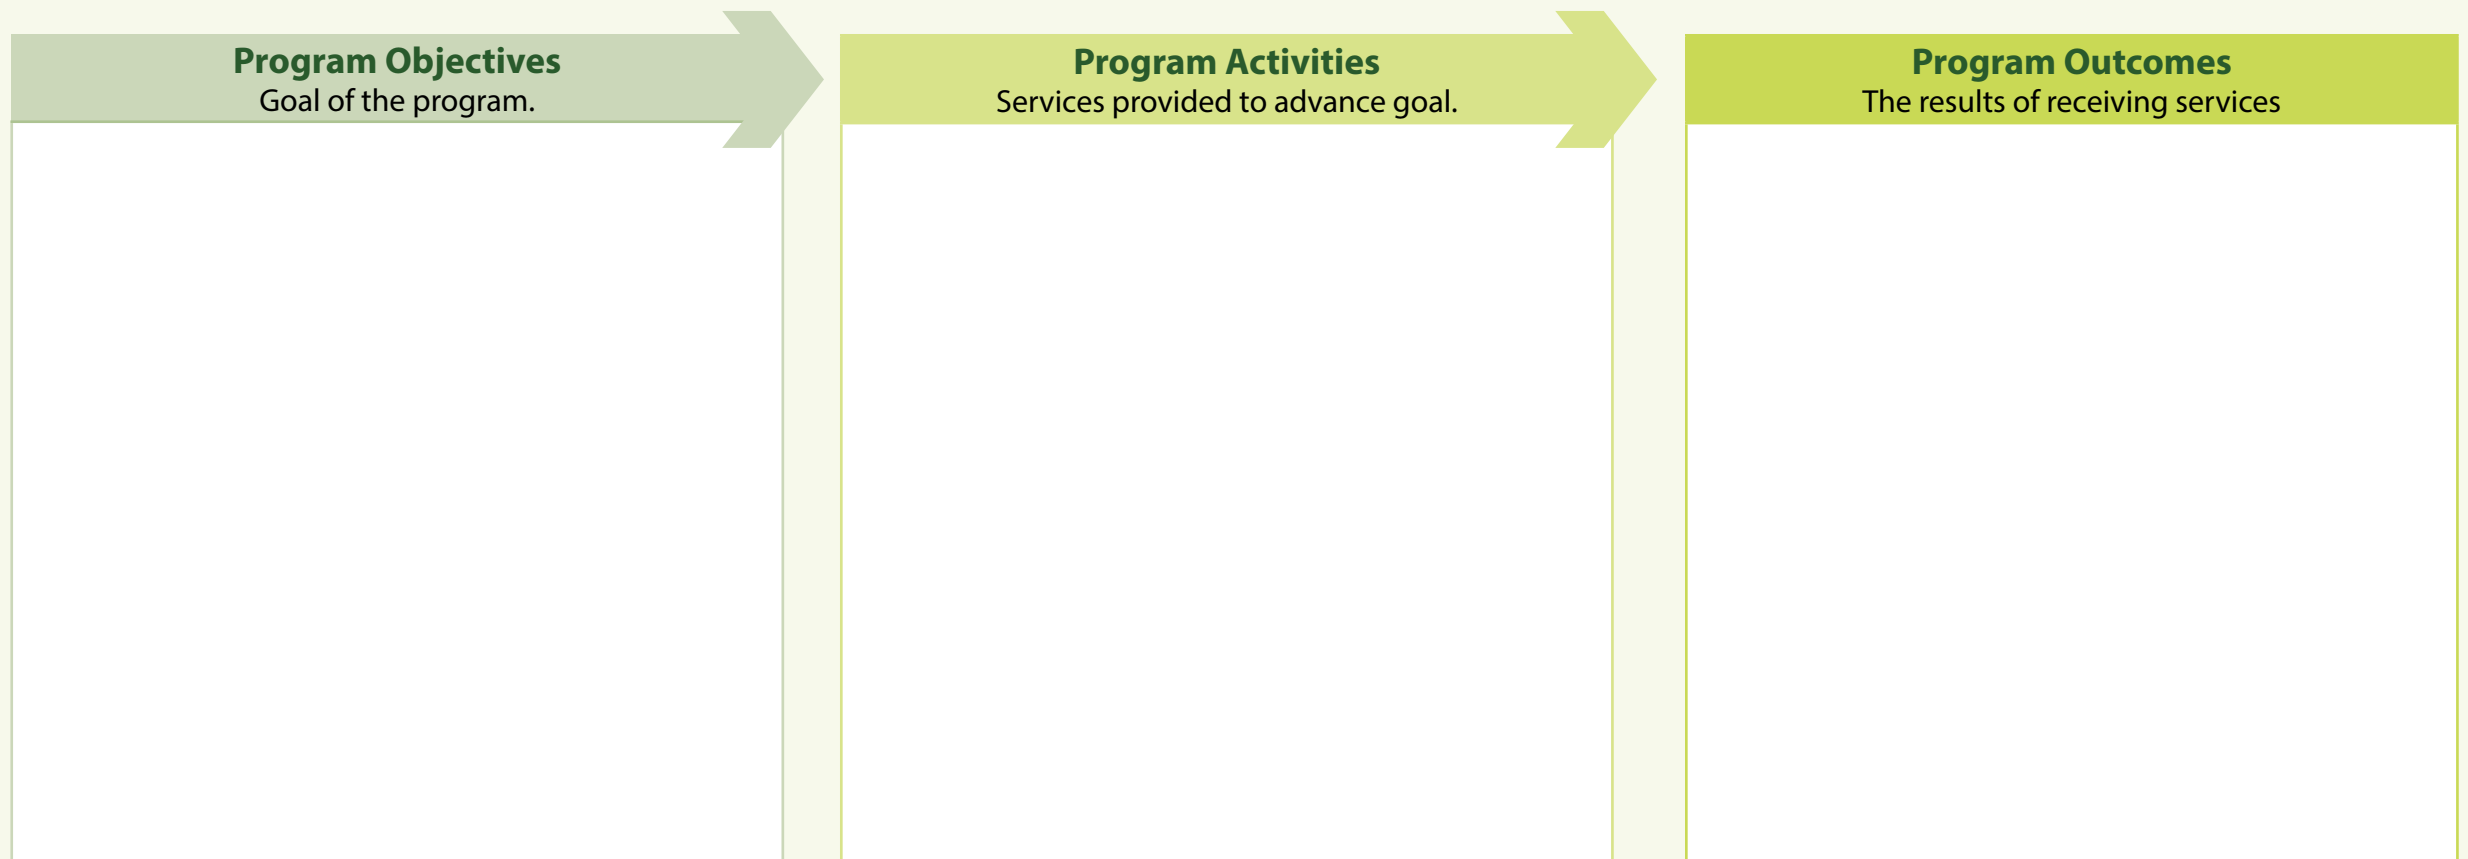 Program Objectives
Goal of the program.
Program Activities
Services provided to advance goal.
Program Outcomes
The results of receiving services